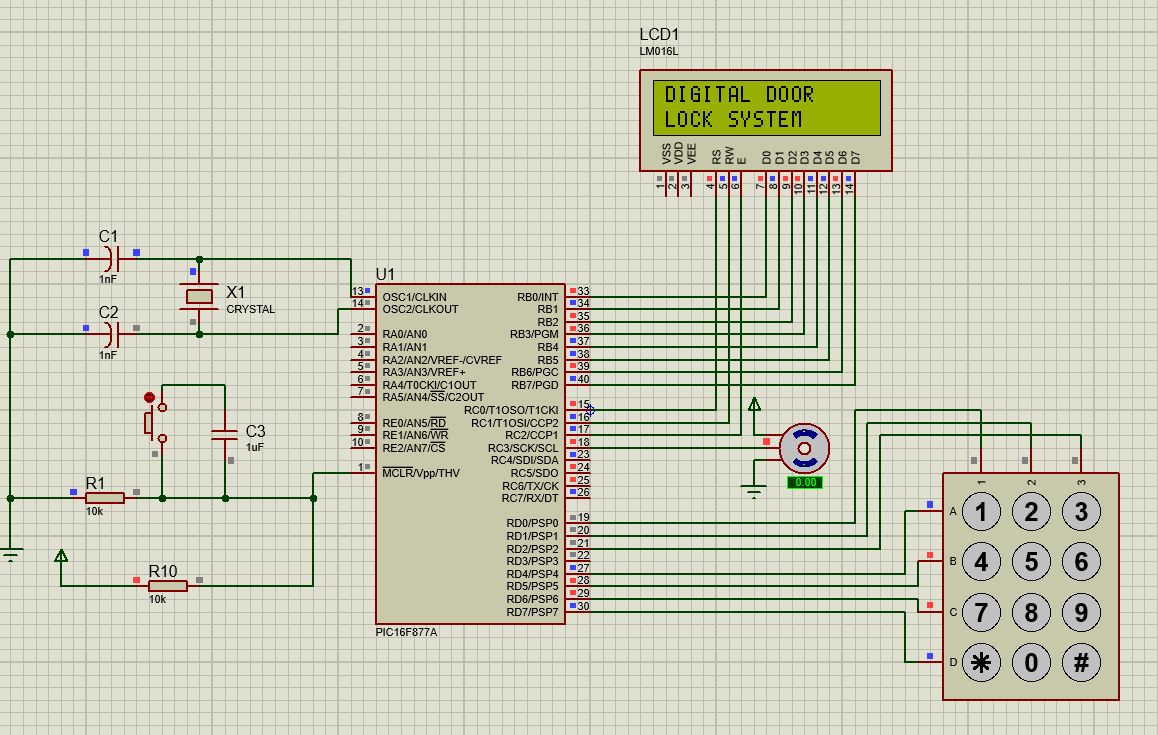 LCD1
LM016L
DIGITAL DOOR
LOCK SYSTEM
VSS VDD VEE RS RW E D0 D1 D2 D3 D4 D5 D6 D7
1 2 3 4 5 6 7 8 9 10 11 12 13 14
C1
1nF
C2
1nF
X1
CRYSTAL
C3
1uF
R1
10k
R10
10k
U1
13 OSC1/CLKIN RB0/INT 33
14 OSC2/CLKOUT RB1 34
RB2 35
2 RA0/AN0 RB3/PGM 36
3 RA1/AN1 RB4 37
4 RA2/AN2/VREF-/CVREF RB5 38
5 RA3/AN3/VREF+ RB6/PGC 39
6 RA4/T0CKI/C1OUT RB7/PGD 40
7 RA5/AN4/SS/C2OUT
RC0/T1OSO/T1CKI 15
8 RE0/AN5/RD RC1/T1OSI/CCP2 16
9 RE1/AN6/WR RC2/CCP1 17
10 RE2/AN7/CS RC3/SCK/SCL 18
RC4/SDI/SDA 23
1 MCLR/Vpp/THV RC5/SDO 24
RC6/TX/CK 25
RC7/RX/DT 26
RD0/PSP0 19
RD1/PSP1 20
RD2/PSP2 21
RD3/PSP3 22
RD4/PSP4 27
RD5/PSP5 28
RD6/PSP6 29
RD7/PSP7 30
PIC16F877A
0.00
1 2 3
A 1 2 3
B 4 5 6
C 7 8 9
D * 0 #